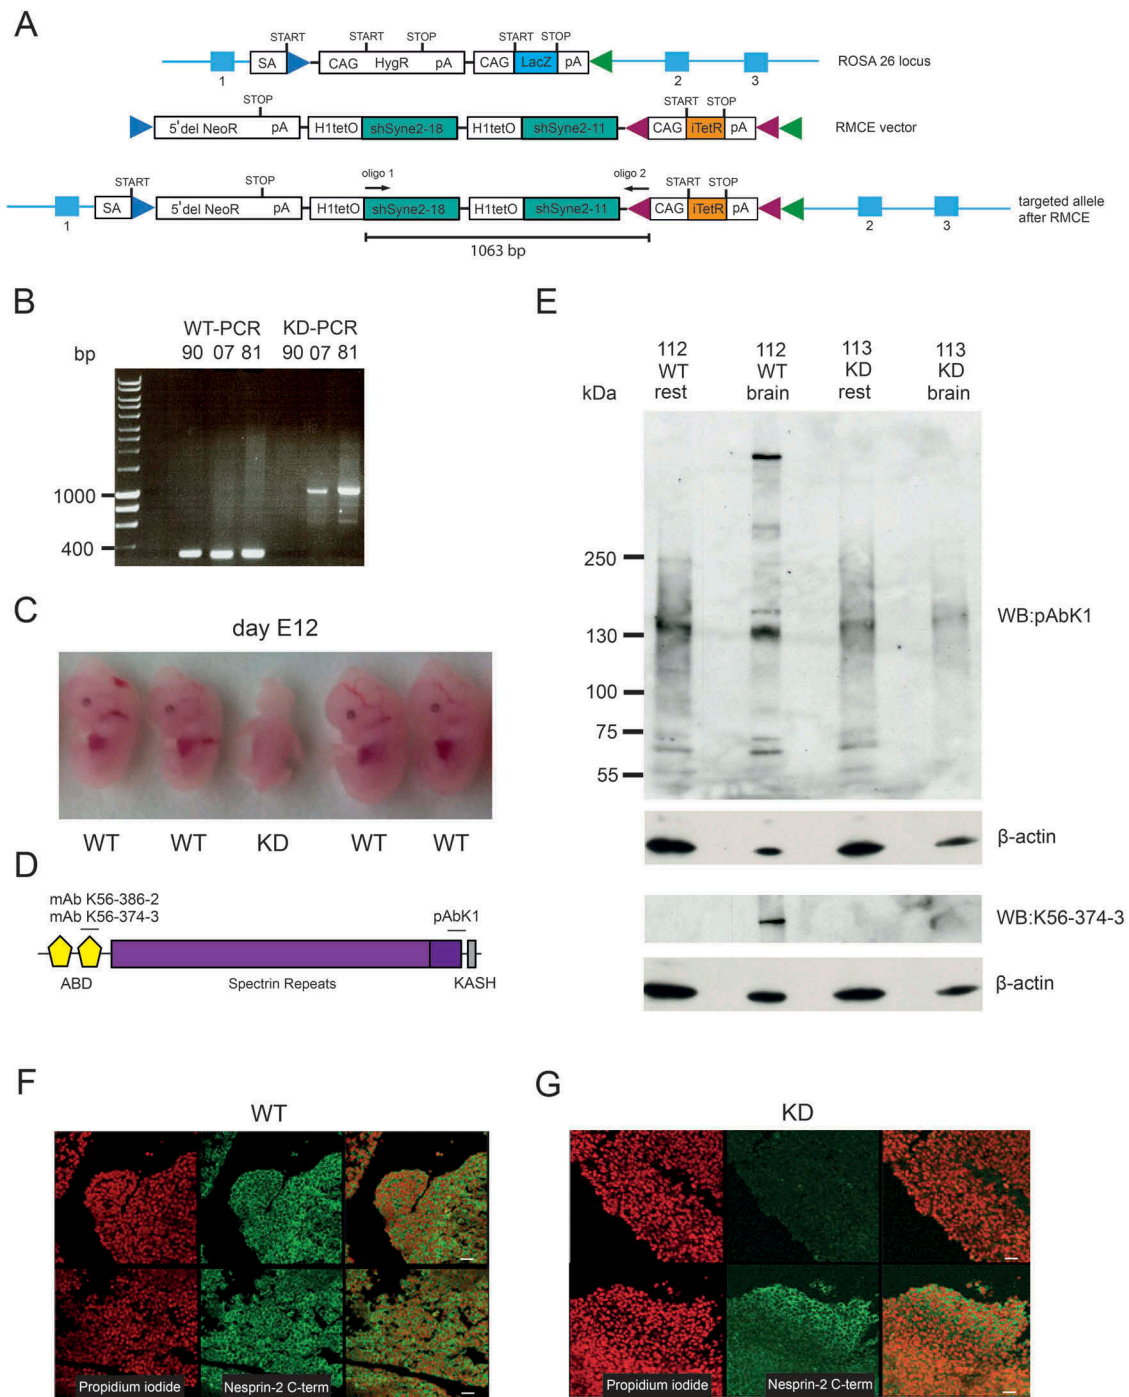 A
START
START
STOP
START
STOP
SA
CAG HygR pA
CAG LacZ pA
1
2
3
ROSA 26 locus
STOP
START STOP
5'del NeoR pA
H1tetO shSyne2-18
H1tetO shSyne2-11
CAG iTetR pA
RMCE vector
START
STOP
oligo 1
oligo 2
START STOP
SA
5'del NeoR pA
H1tetO shSyne2-18
H1tetO shSyne2-11
CAG iTetR pA
1
2
3
targeted allele
after RMCE
1063 bp
B
WT-PCR KD-PCR
bp 90 07 81 90 07 81
1000
400
C
day E12
WT WT KD WT WT
D
mAb K56-386-2
mAb K56-374-3
pAbK1
ABD Spectrin Repeats KASH
E
112 112 113 113
WT WT KD KD
kDa rest brain rest brain
250
130
100
75
55
WB:pAbK1
β-actin
WB:K56-374-3
β-actin
F
WT
Propidium iodide Nesprin-2 C-term
G
KD
Propidium iodide Nesprin-2 C-term